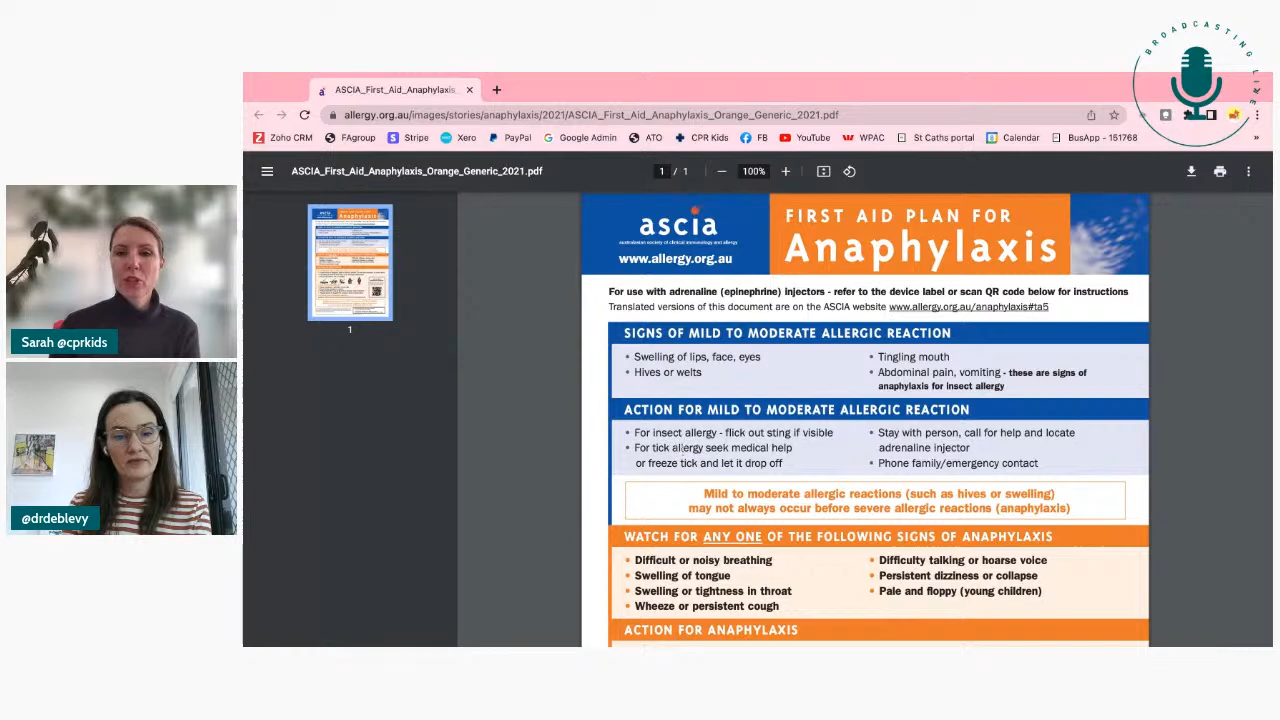 BROADCASTING LIVE
ASCIA_First_Aid_Anaphylaxis_
allergy.org.au/images/stories/anaphylaxis/2021/ASCIA_First_Aid_Anaphylaxis_Orange_Generic_2021.pdf
Zoho CRM FAgroup Stripe Xero PayPal Google Admin ATO CPR Kids FB YouTube WPAC St Caths portal Calendar BusApp - 151768 »
ASCIA_First_Aid_Anaphylaxis_Orange_Generic_2021.pdf 1 / 1 100%
1
Sarah @cprkids
@drdeblevy
ascia
australasian society of clinical immunology and allergy
www.allergy.org.au
FIRST AID PLAN FOR
Anaphylaxis
For use with adrenaline (epinephrine) injectors - refer to the device label or scan QR code below for instructions
Translated versions of this document are on the ASCIA website www.allergy.org.au/anaphylaxis#ta5
SIGNS OF MILD TO MODERATE ALLERGIC REACTION
• Swelling of lips, face, eyes
• Hives or welts
• Tingling mouth
• Abdominal pain, vomiting - these are signs of
anaphylaxis for insect allergy
ACTION FOR MILD TO MODERATE ALLERGIC REACTION
• For insect allergy - flick out sting if visible
• For tick allergy seek medical help
or freeze tick and let it drop off
• Stay with person, call for help and locate
adrenaline injector
• Phone family/emergency contact
Mild to moderate allergic reactions (such as hives or swelling)
may not always occur before severe allergic reactions (anaphylaxis)
WATCH FOR ANY ONE OF THE FOLLOWING SIGNS OF ANAPHYLAXIS
• Difficult or noisy breathing
• Swelling of tongue
• Swelling or tightness in throat
• Wheeze or persistent cough
• Difficulty talking or hoarse voice
• Persistent dizziness or collapse
• Pale and floppy (young children)
ACTION FOR ANAPHYLAXIS